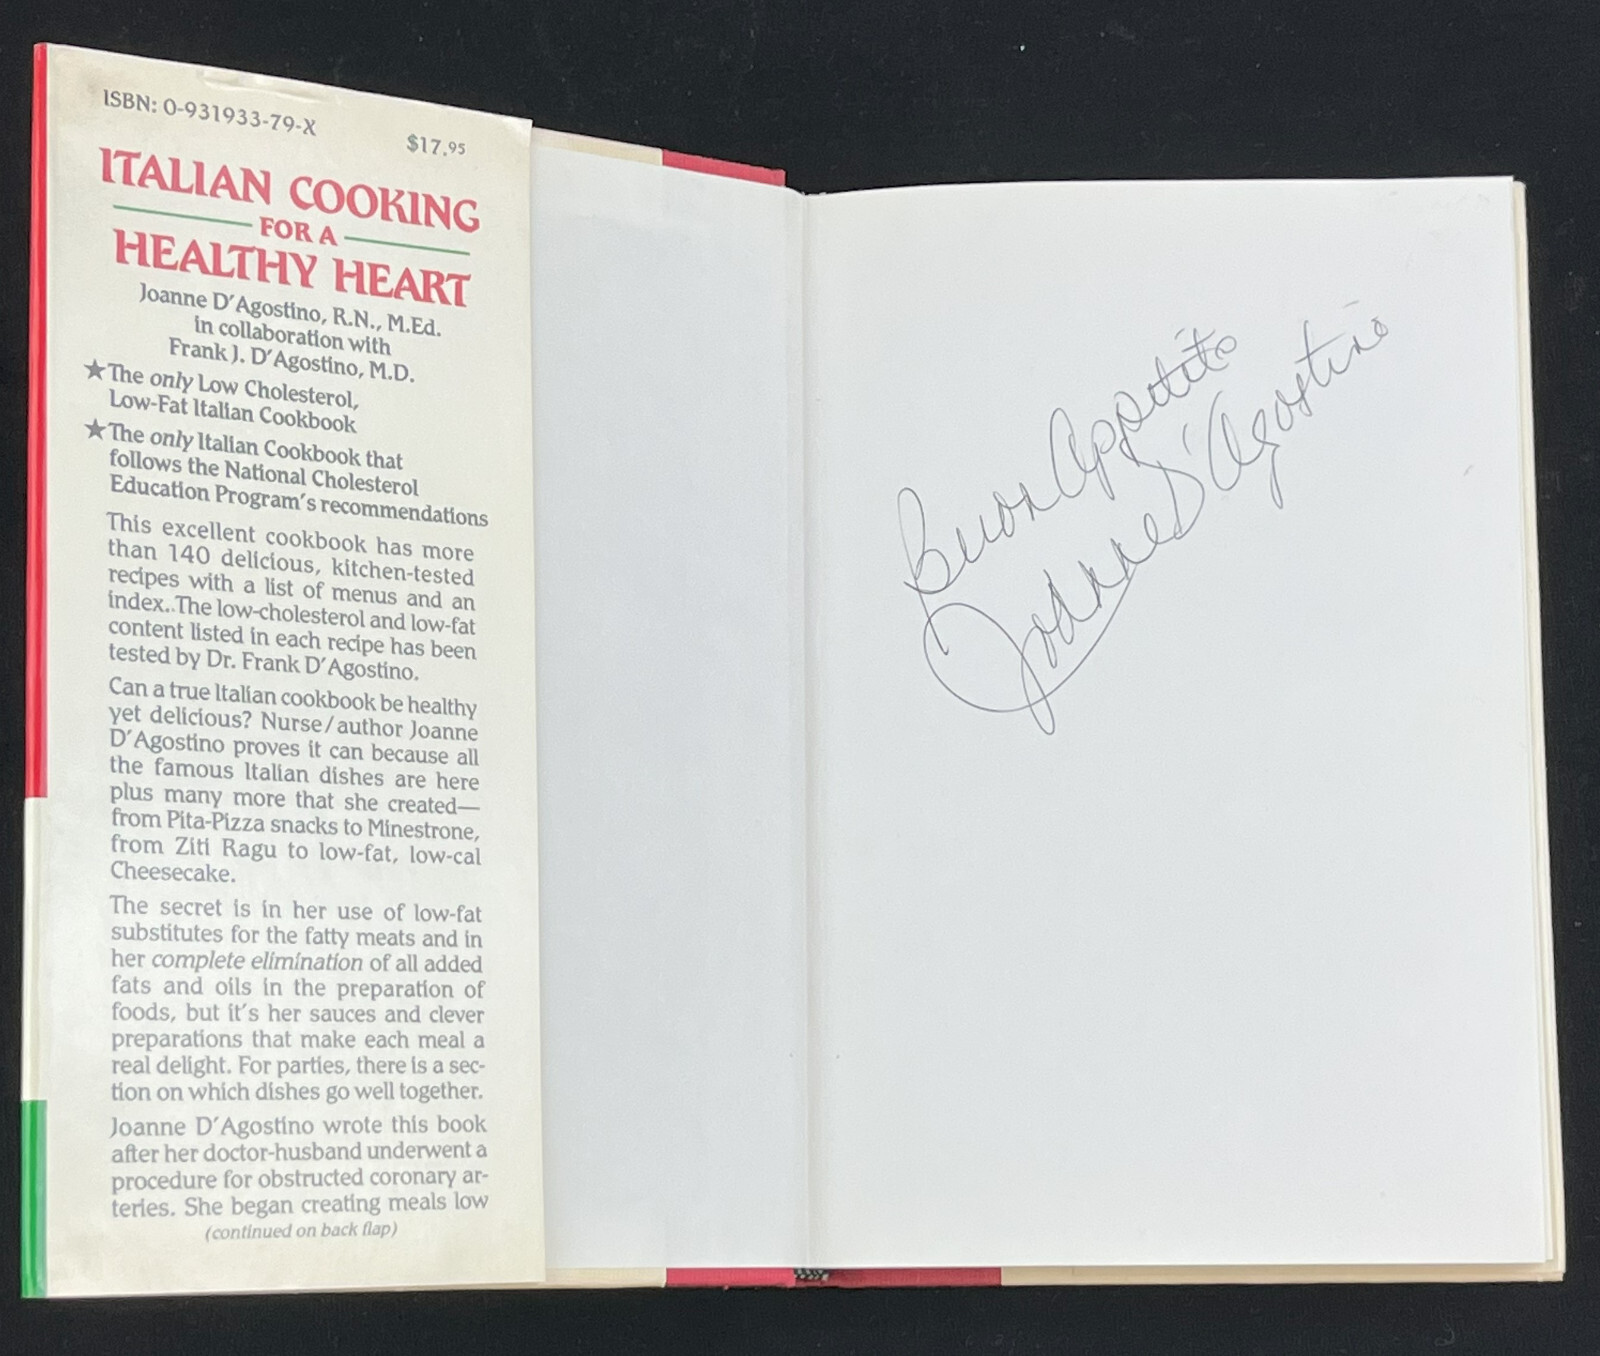 ISBN: 0-931933-79-X
$17.95
ITALIAN COOKING
FOR A
HEALTHY HEART
Joanne D'Agostino, R.N., M.Ed.
in collaboration with
Frank J. D'Agostino, M.D.
★The only Low Cholesterol,
Low-Fat Italian Cookbook
★The only Italian Cookbook that
follows the National Cholesterol
Education Program's recommendations
This excellent cookbook has more
than 140 delicious, kitchen-tested
recipes with a list of menus and an
index..The low-cholesterol and low-fat
content listed in each recipe has been
tested by Dr. Frank D'Agostino.
Can a true Italian cookbook be healthy
yet delicious? Nurse/author Joanne
D'Agostino proves it can because all
the famous Italian dishes are here
plus many more that she created—
from Pita-Pizza snacks to Minestrone,
from Ziti Ragu to low-fat, low-cal
Cheesecake.
The secret is in her use of low-fat
substitutes for the fatty meats and in
her complete elimination of all added
fats and oils in the preparation of
foods, but it's her sauces and clever
preparations that make each meal a
real delight. For parties, there is a sec-
tion on which dishes go well together.
Joanne D'Agostino wrote this book
after her doctor-husband underwent a
procedure for obstructed coronary ar-
teries. She began creating meals low
(continued on back flap)
Buon Appetito
Joanne D'Agostino